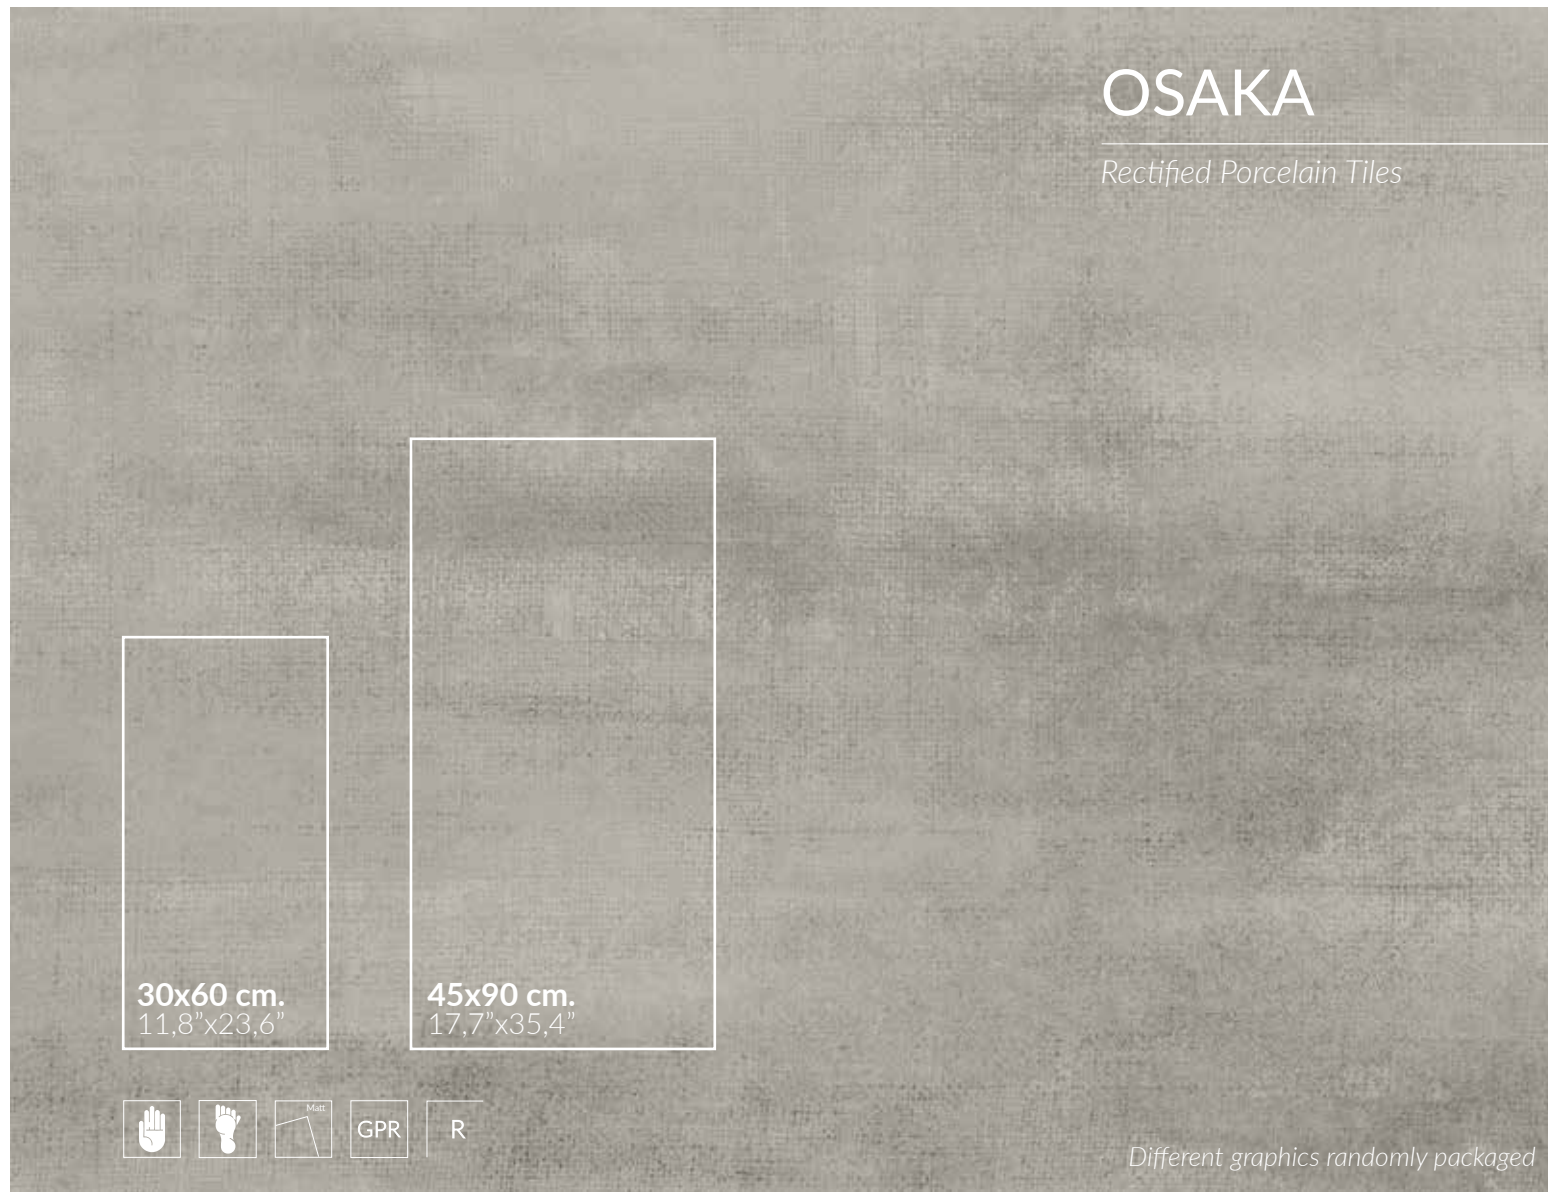 OSAKA
Rectified Porcelain Tiles
30x60 cm.
11,8”x23,6”
45x90 cm.
17,7”x35,4”
Matt
GPR
R
Different graphics randomly packaged